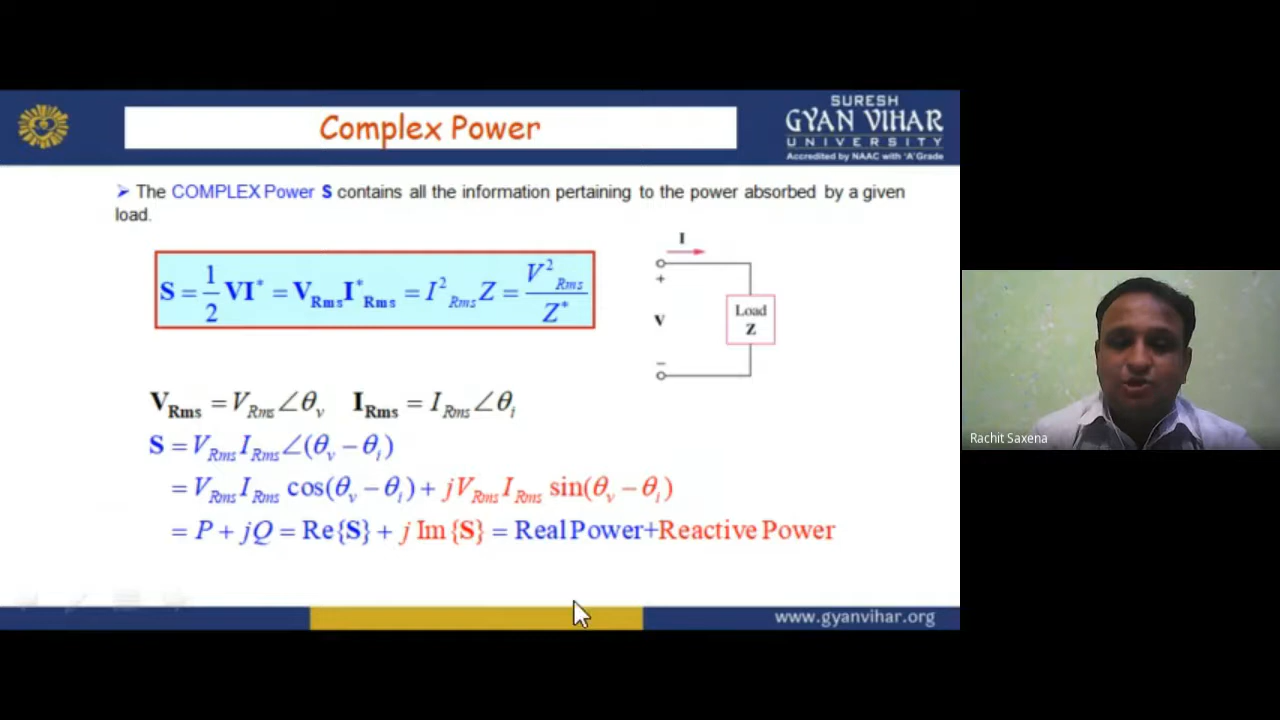 Complex Power
SURESH
GYAN VIHAR
UNIVERSITY
Accredited by NAAC with 'A' Grade
➢ The COMPLEX Power S contains all the information pertaining to the power absorbed by a given
load.
S = 1/2 VI* = V_Rms I*_Rms = I²_Rms Z = V²_Rms / Z*
I
+
V
−
Load
Z
V_Rms = V_Rms ∠θ_v   I_Rms = I_Rms ∠θ_i
S = V_Rms I_Rms ∠(θ_v − θ_i)
= V_Rms I_Rms cos(θ_v − θ_i) + j V_Rms I_Rms sin(θ_v − θ_i)
= P + jQ = Re{S} + j Im{S} = Real Power+Reactive Power
www.gyanvihar.org
Rachit Saxena